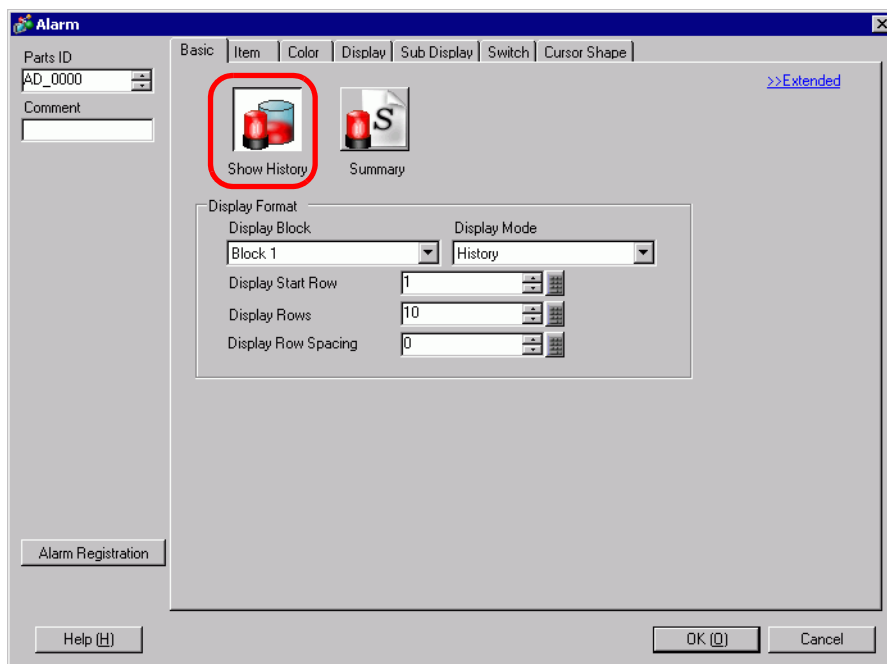 Alarm
Parts ID
AD_0000
Comment
Basic Item Color Display Sub Display Switch Cursor Shape
>>Extended
Show History Summary
S
Display Format
Display Block Display Mode
Block 1 History
Display Start Row 1
Display Rows 10
Display Row Spacing 0
Alarm Registration
Help (H) OK (O) Cancel